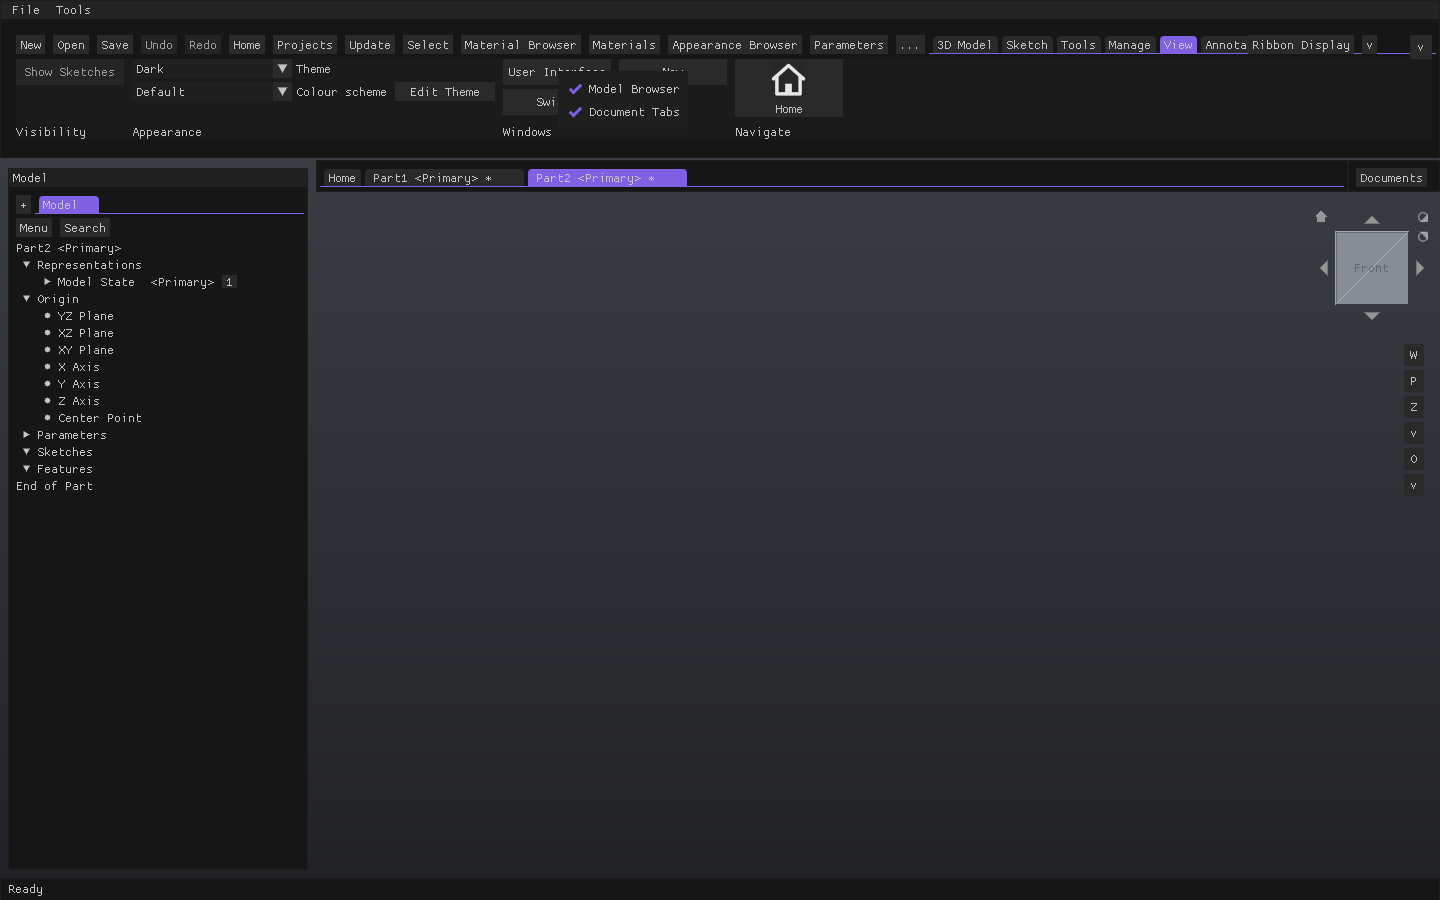 File Tools
New Open Save Undo Redo Home Projects Update Select Material Browser Materials Appearance Browser Parameters ... 3D Model Sketch Tools Manage View Annota Ribbon Display v v
Show Sketches Dark Theme User Interface
Default Colour scheme Edit Theme
Model Browser
Document Tabs
Home
Visibility Appearance Windows Navigate
Model
Home Part1 <Primary> * Part2 <Primary> * Documents
+ Model
Menu Search
Part2 <Primary>
Representations
Model State <Primary> 1
Origin
YZ Plane
XZ Plane
XY Plane
X Axis
Y Axis
Z Axis
Center Point
Parameters
Sketches
Features
End of Part
Front
W
P
Z
v
O
v
Ready